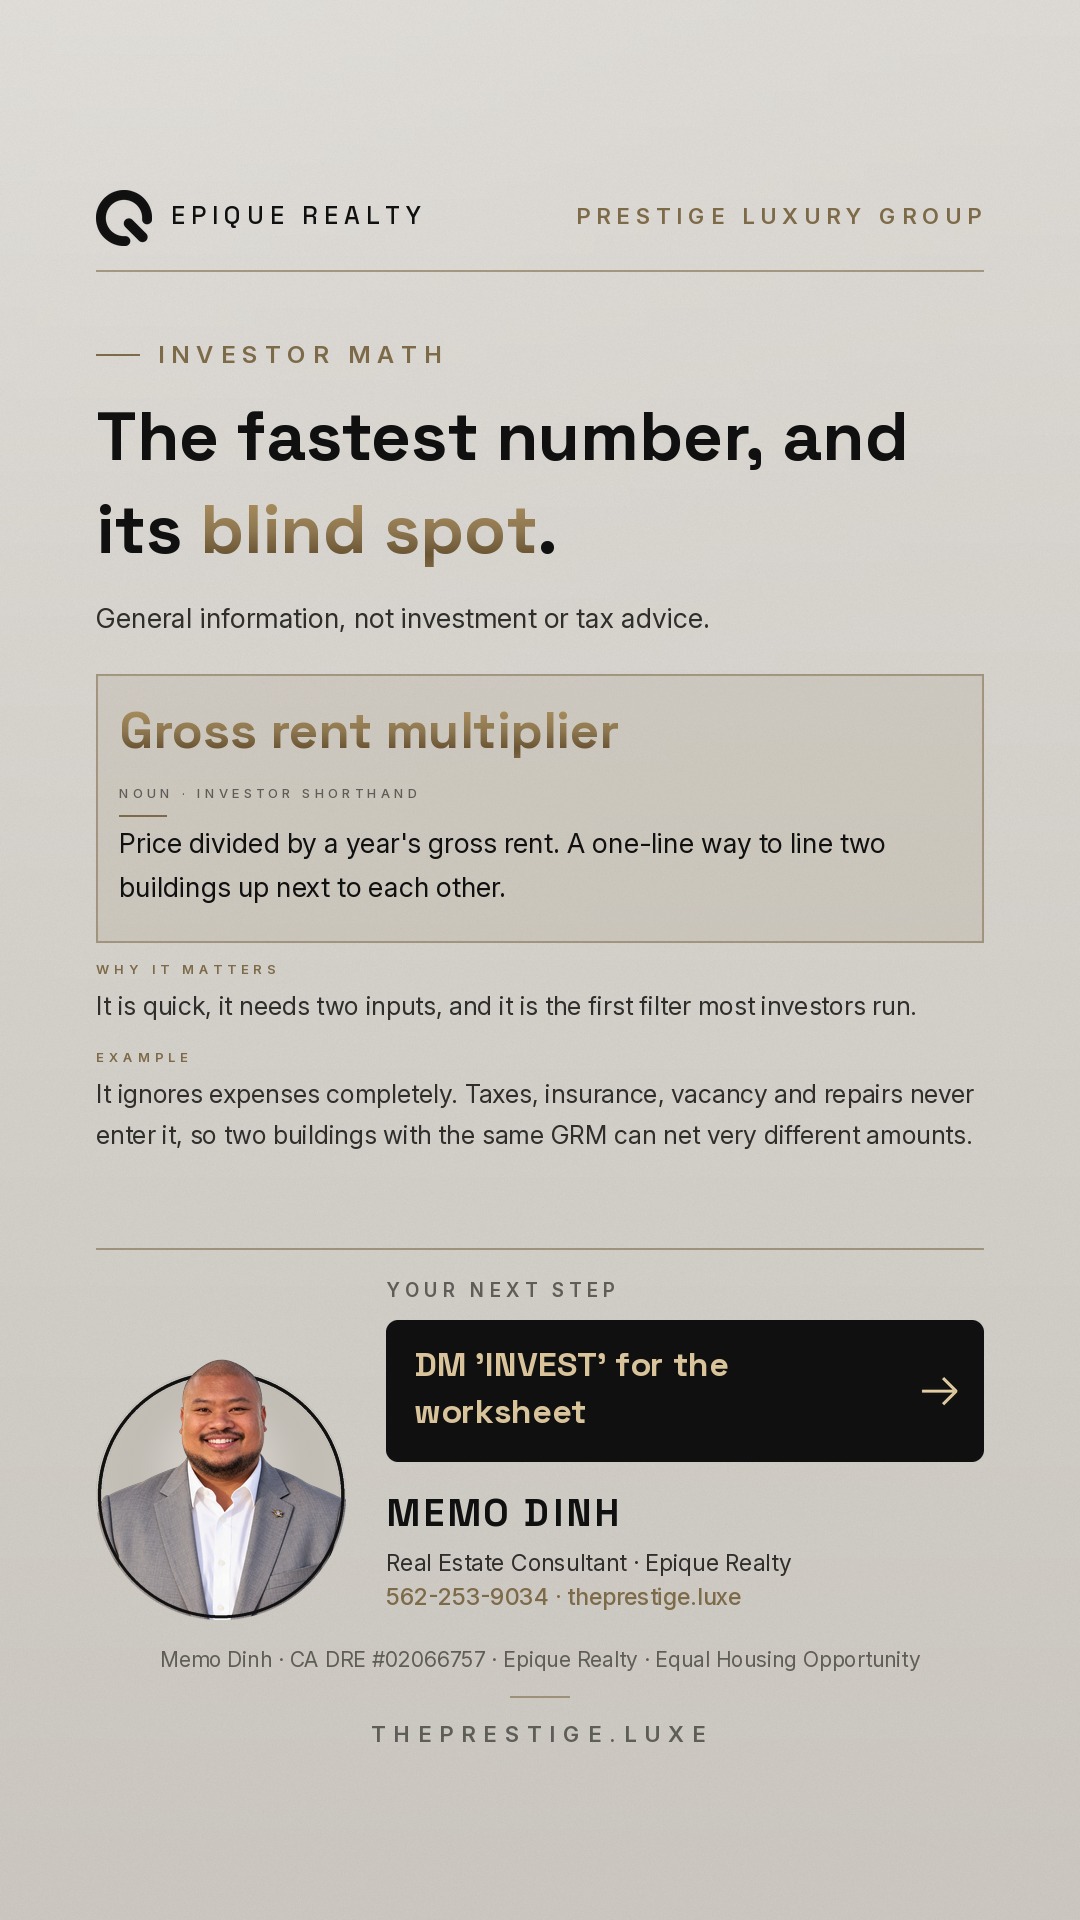 EPIQUE REALTY
PRESTIGE LUXURY GROUP
INVESTOR MATH
The fastest number, and
its blind spot.
General information, not investment or tax advice.
Gross rent multiplier
NOUN · INVESTOR SHORTHAND
Price divided by a year's gross rent. A one-line way to line two
buildings up next to each other.
WHY IT MATTERS
It is quick, it needs two inputs, and it is the first filter most investors run.
EXAMPLE
It ignores expenses completely. Taxes, insurance, vacancy and repairs never
enter it, so two buildings with the same GRM can net very different amounts.
YOUR NEXT STEP
DM ’INVEST’ for the
worksheet
MEMO DINH
Real Estate Consultant · Epique Realty
562-253-9034 · theprestige.luxe
Memo Dinh · CA DRE #02066757 · Epique Realty · Equal Housing Opportunity
THEPRESTIGE.LUXE